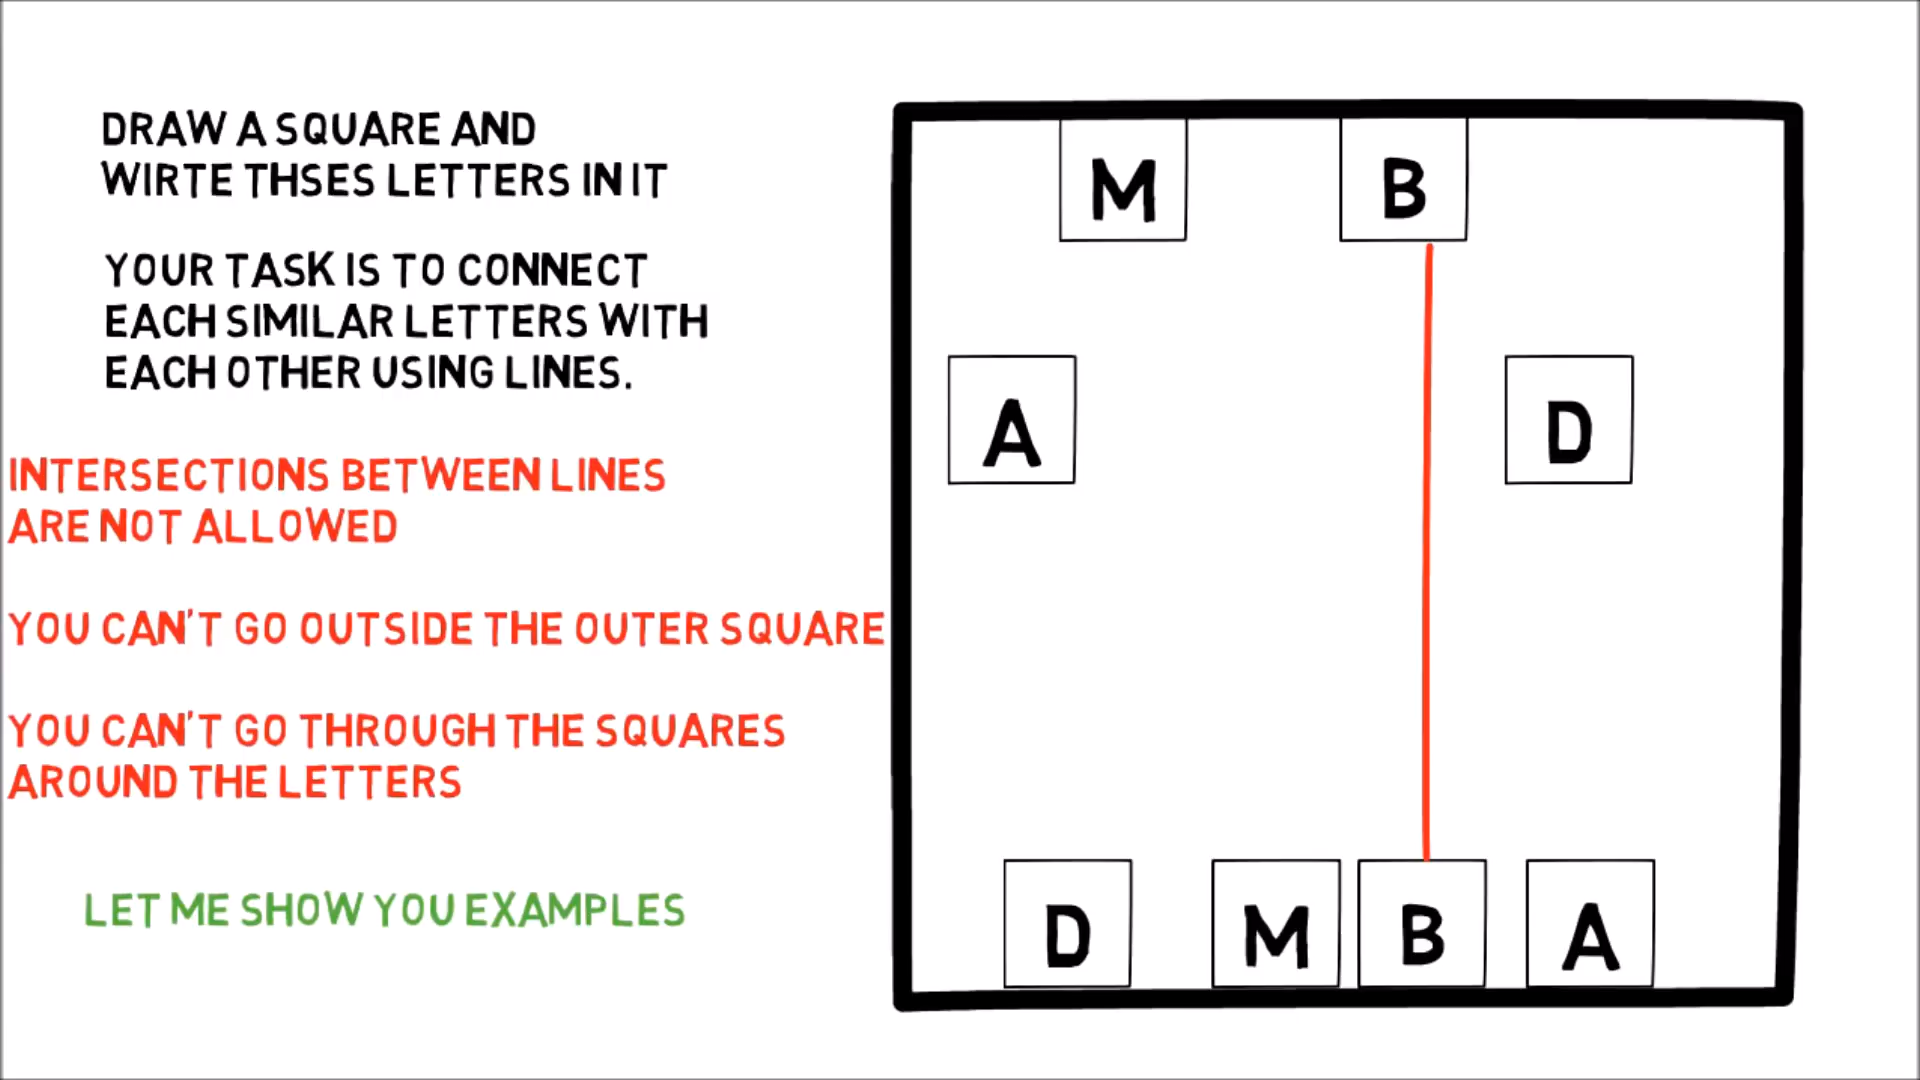 DRAW A SQUARE AND
WIRTE THSES LETTERS IN IT
YOUR TASK IS TO CONNECT
EACH SIMILAR LETTERS WITH
EACH OTHER USING LINES.
INTERSECTIONS BETWEEN LINES
ARE NOT ALLOWED
YOU CAN'T GO OUTSIDE THE OUTER SQUARE
YOU CAN'T GO THROUGH THE SQUARES
AROUND THE LETTERS
LET ME SHOW YOU EXAMPLES
M B
A D
D M B A